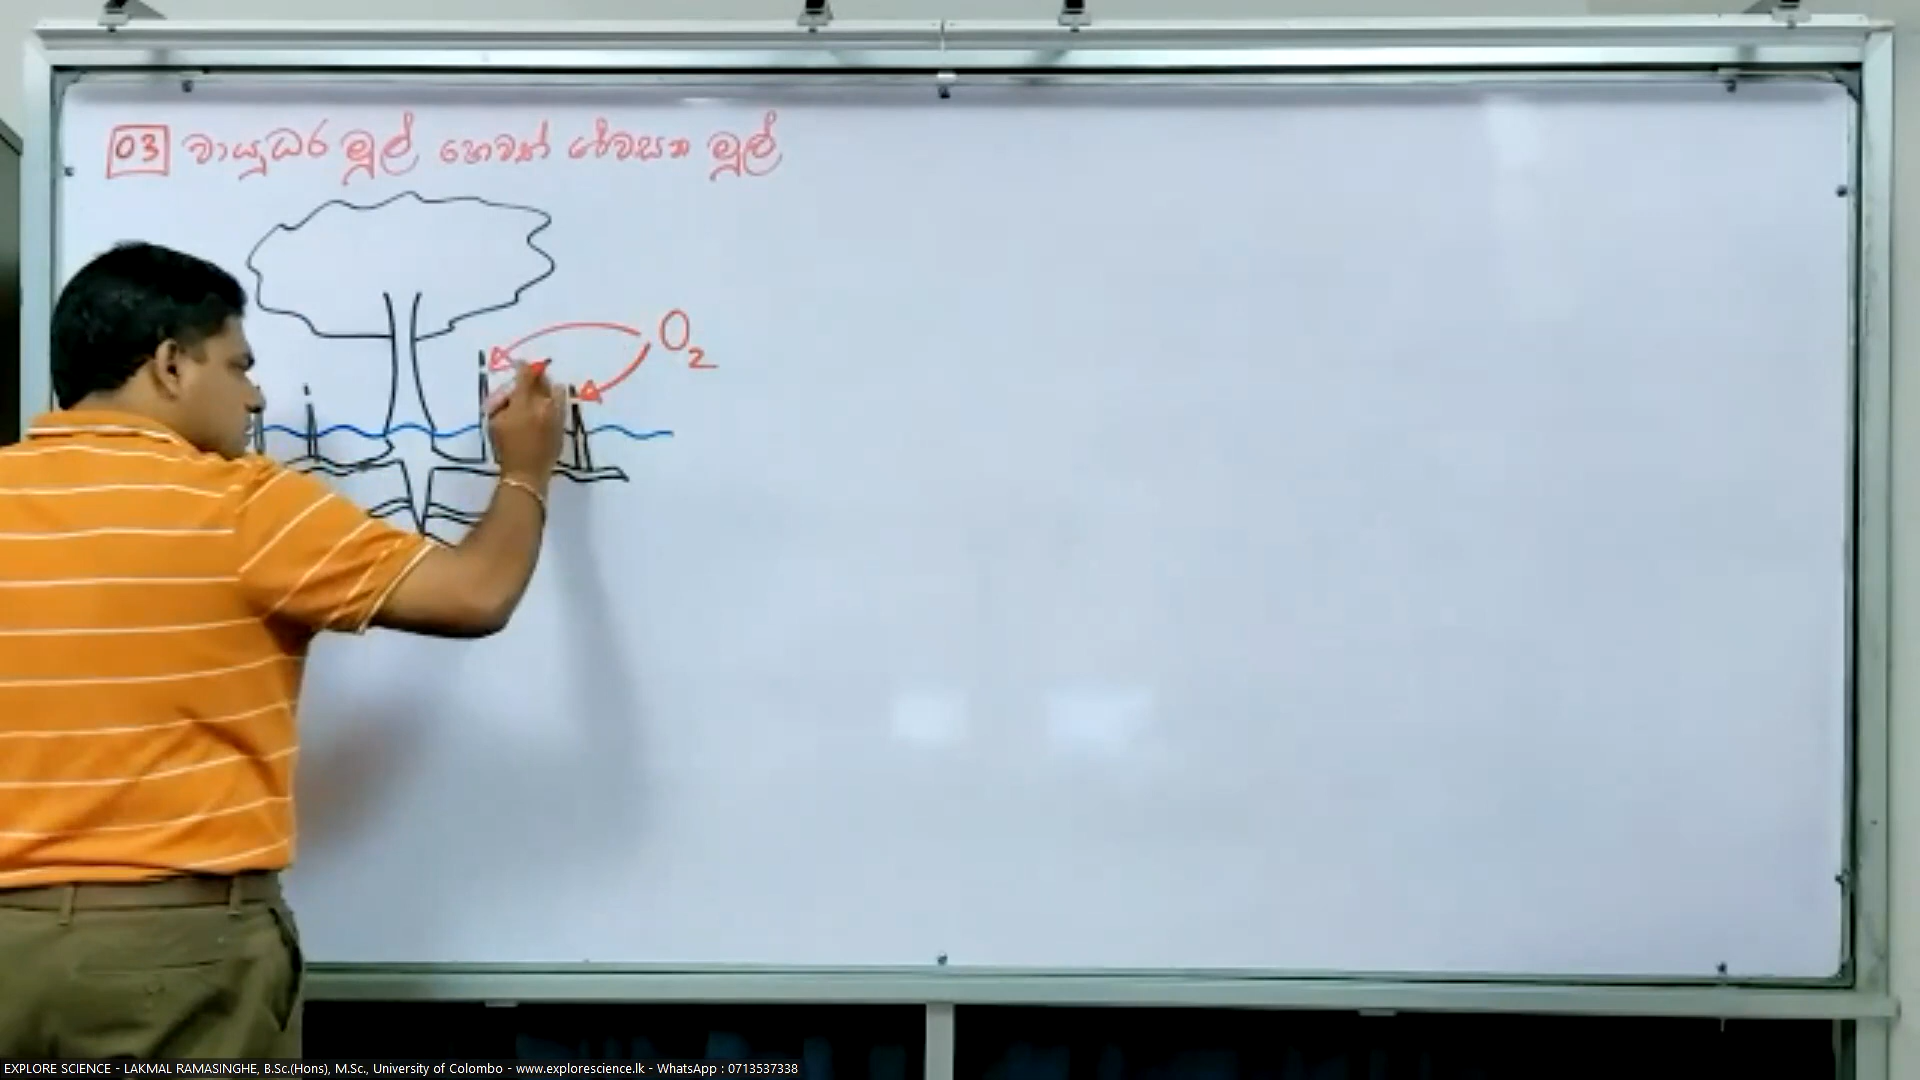 03 වායුධර මූල් හෙවත් ශ්වසන මූල්
O2
EXPLORE SCIENCE - LAKMAL RAMASINGHE, B.Sc.(Hons), M.Sc., University of Colombo - www.explorescience.lk - WhatsApp : 0713537338